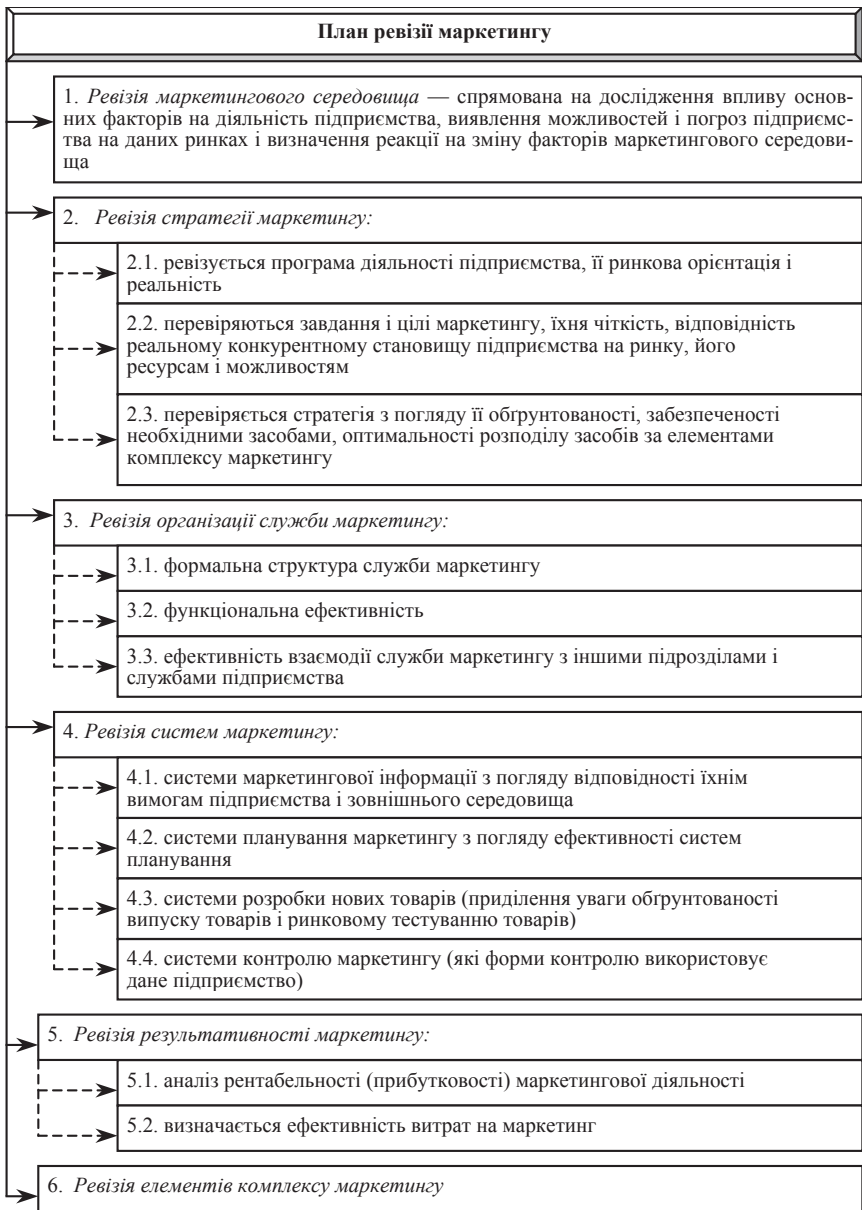 План ревізії маркетингу
1. Ревізія маркетингового середовища — спрямована на дослідження впливу основ-
них факторів на діяльність підприємства, виявлення можливостей і погроз підприємс-
тва на даних ринках і визначення реакції на зміну факторів маркетингового середови-
ща
2. Ревізія стратегії маркетингу:
2.1. ревізується програма діяльності підприємства, її ринкова орієнтація і
реальність
2.2. перевіряються завдання і цілі маркетингу, їхня чіткість, відповідність
реальному конкурентному становищу підприємства на ринку, його
ресурсам і можливостям
2.3. перевіряється стратегія з погляду її обґрунтованості, забезпеченості
необхідними засобами, оптимальності розподілу засобів за елементами
комплексу маркетингу
3. Ревізія організації служби маркетингу:
3.1. формальна структура служби маркетингу
3.2. функціональна ефективність
3.3. ефективність взаємодії служби маркетингу з іншими підрозділами і
службами підприємства
4. Ревізія систем маркетингу:
4.1. системи маркетингової інформації з погляду відповідності їхнім
вимогам підприємства і зовнішнього середовища
4.2. системи планування маркетингу з погляду ефективності систем
планування
4.3. системи розробки нових товарів (приділення уваги обґрунтованості
випуску товарів і ринковому тестуванню товарів)
4.4. системи контролю маркетингу (які форми контролю використовує
дане підприємство)
5. Ревізія результативності маркетингу:
5.1. аналіз рентабельності (прибутковості) маркетингової діяльності
5.2. визначається ефективність витрат на маркетинг
6. Ревізія елементів комплексу маркетингу